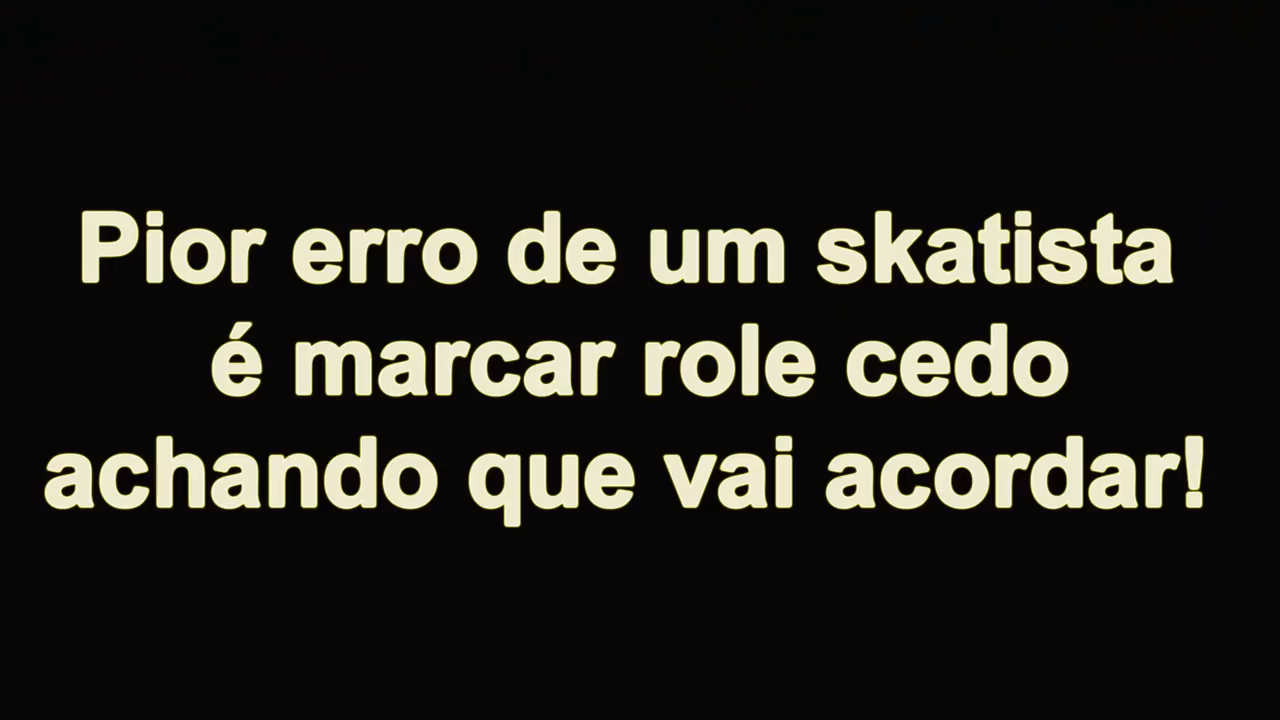 Pior erro de um skatista
é marcar role cedo
achando que vai acordar!